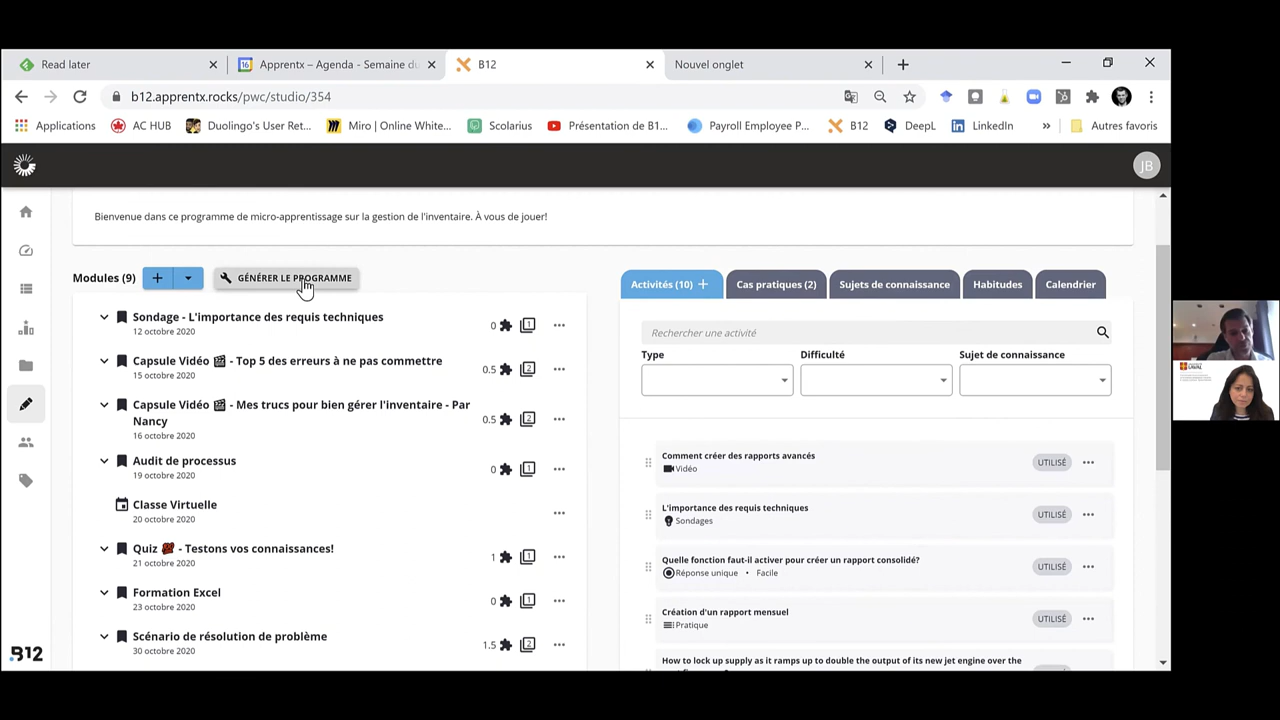 Read later
16
Apprentx – Agenda - Semaine du
B12
Nouvel onglet
b12.apprentx.rocks/pwc/studio/354
Applications
AC HUB
Duolingo's User Ret...
Miro | Online White...
Scolarius
Présentation de B1...
Payroll Employee P...
B12
DeepL
LinkedIn
»
Autres favoris
JB
Bienvenue dans ce programme de micro-apprentissage sur la gestion de l'inventaire. À vous de jouer!
Modules (9)
GÉNÉRER LE PROGRAMME
Activités (10) +
Cas pratiques (2)
Sujets de connaissance
Habitudes
Calendrier
Sondage - L'importance des requis techniques
12 octobre 2020
0
1
Capsule Vidéo 🎬 - Top 5 des erreurs à ne pas commettre
15 octobre 2020
0.5
2
Capsule Vidéo 🎬 - Mes trucs pour bien gérer l'inventaire - Par
Nancy
16 octobre 2020
0.5
2
Audit de processus
19 octobre 2020
0
1
Classe Virtuelle
20 octobre 2020
Quiz - Testons vos connaissances!
21 octobre 2020
1
1
Formation Excel
23 octobre 2020
0
1
Scénario de résolution de problème
30 octobre 2020
1.5
2
Rechercher une activité
Type
Difficulté
Sujet de connaissance
Comment créer des rapports avancés
Vidéo
UTILISÉ
L'importance des requis techniques
Sondages
UTILISÉ
Quelle fonction faut-il activer pour créer un rapport consolidé?
Réponse unique • Facile
UTILISÉ
Création d'un rapport mensuel
Pratique
UTILISÉ
How to lock up supply as it ramps up to double the output of its new jet engine over the
B12